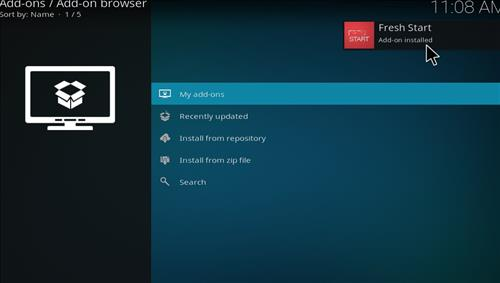 Add-ons / Add-on browser
Sort by: Name · 1 / 5
11:08 AM
START
Fresh Start
Add-on installed
My add-ons
Recently updated
Install from repository
Install from zip file
Search